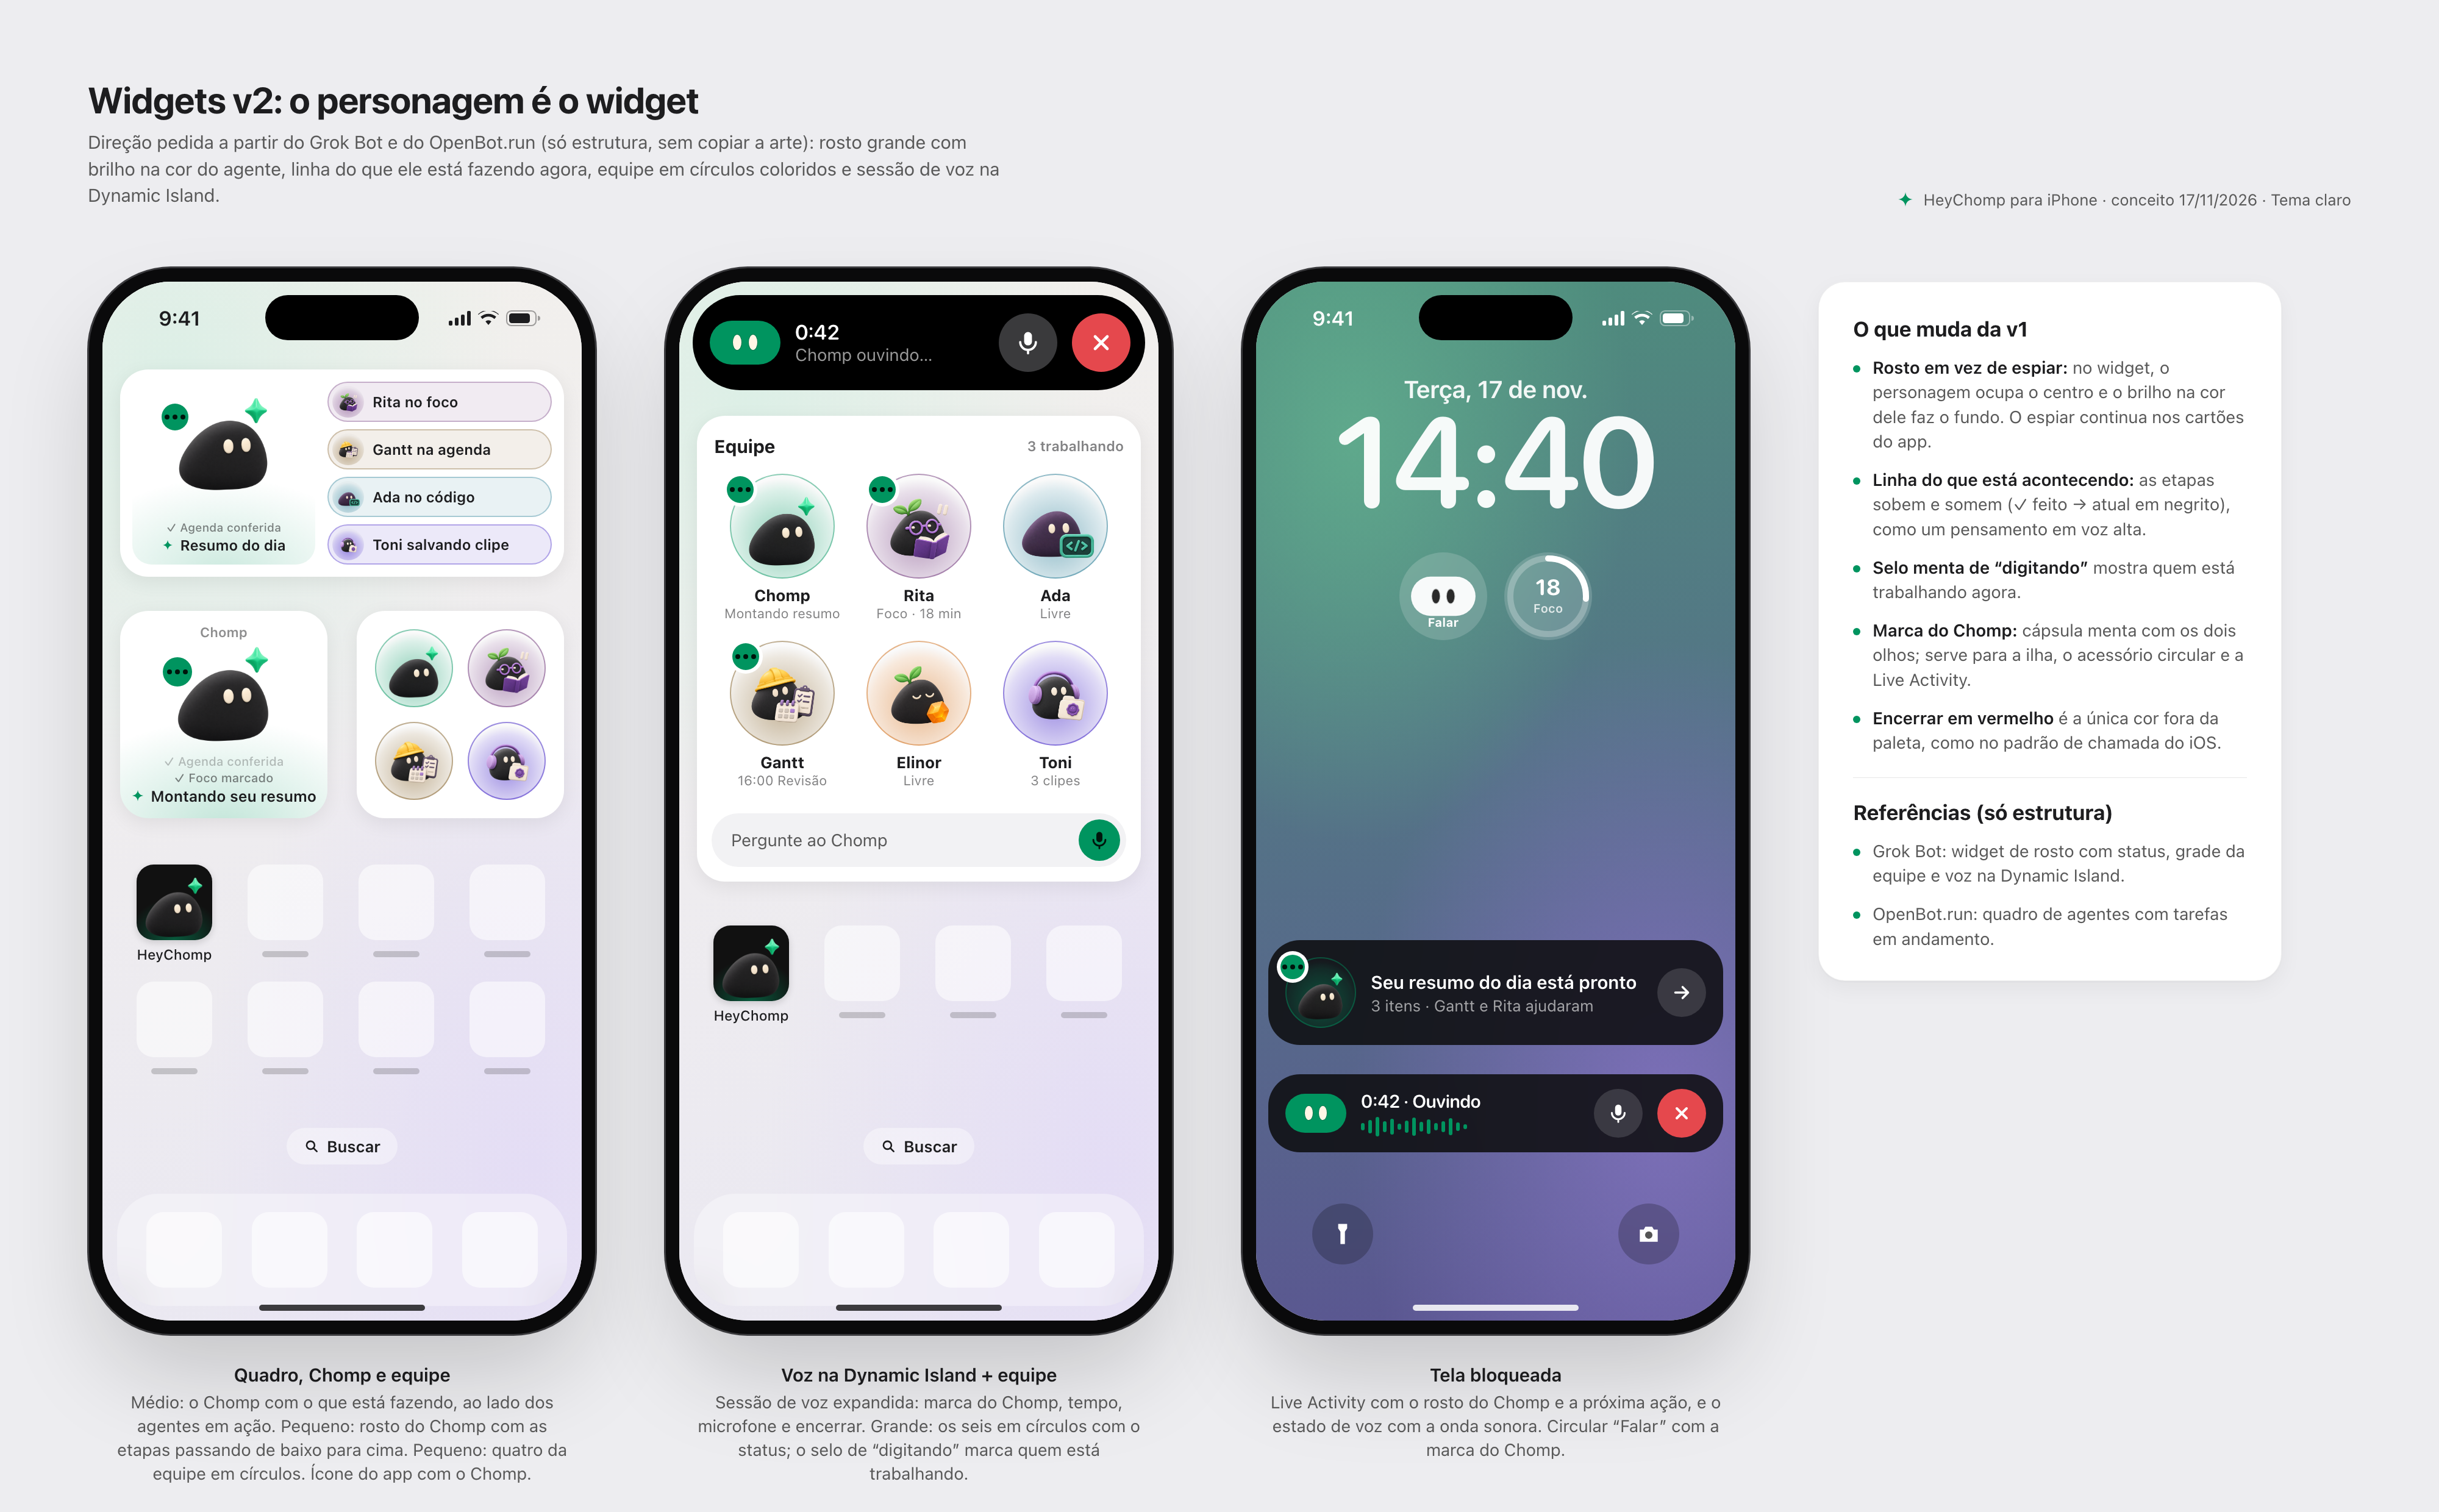 Widgets v2: o personagem é o widget
Direção pedida a partir do Grok Bot e do OpenBot.run (só estrutura, sem copiar a arte): rosto grande com
brilho na cor do agente, linha do que ele está fazendo agora, equipe em círculos coloridos e sessão de voz na
Dynamic Island.
✦ HeyChomp para iPhone · conceito 17/11/2026 · Tema claro
9:41
Rita no foco
Gantt na agenda
Ada no código
Toni salvando clipe
✓ Agenda conferida
✦ Resumo do dia
Chomp
✓ Agenda conferida
✓ Foco marcado
✦ Montando seu resumo
HeyChomp
Buscar
Quadro, Chomp e equipe
Médio: o Chomp com o que está fazendo, ao lado dos
agentes em ação. Pequeno: rosto do Chomp com as
etapas passando de baixo para cima. Pequeno: quatro da
equipe em círculos. Ícone do app com o Chomp.
0:42
Chomp ouvindo...
Equipe
3 trabalhando
Chomp
Montando resumo
Rita
Foco · 18 min
Ada
Livre
</>
Gantt
16:00 Revisão
Elinor
Livre
Toni
3 clipes
Pergunte ao Chomp
HeyChomp
Buscar
Voz na Dynamic Island + equipe
Sessão de voz expandida: marca do Chomp, tempo,
microfone e encerrar. Grande: os seis em círculos com o
status; o selo de “digitando” marca quem está
trabalhando.
9:41
Terça, 17 de nov.
14:40
Falar
18
Foco
Seu resumo do dia está pronto
3 itens · Gantt e Rita ajudaram
0:42 · Ouvindo
Tela bloqueada
Live Activity com o rosto do Chomp e a próxima ação, e o
estado de voz com a onda sonora. Circular “Falar” com a
marca do Chomp.
O que muda da v1
Rosto em vez de espiar: no widget, o
personagem ocupa o centro e o brilho na cor
dele faz o fundo. O espiar continua nos cartões
do app.
Linha do que está acontecendo: as etapas
sobem e somem (✓ feito → atual em negrito),
como um pensamento em voz alta.
Selo menta de “digitando” mostra quem está
trabalhando agora.
Marca do Chomp: cápsula menta com os dois
olhos; serve para a ilha, o acessório circular e a
Live Activity.
Encerrar em vermelho é a única cor fora da
paleta, como no padrão de chamada do iOS.
Referências (só estrutura)
Grok Bot: widget de rosto com status, grade da
equipe e voz na Dynamic Island.
OpenBot.run: quadro de agentes com tarefas
em andamento.